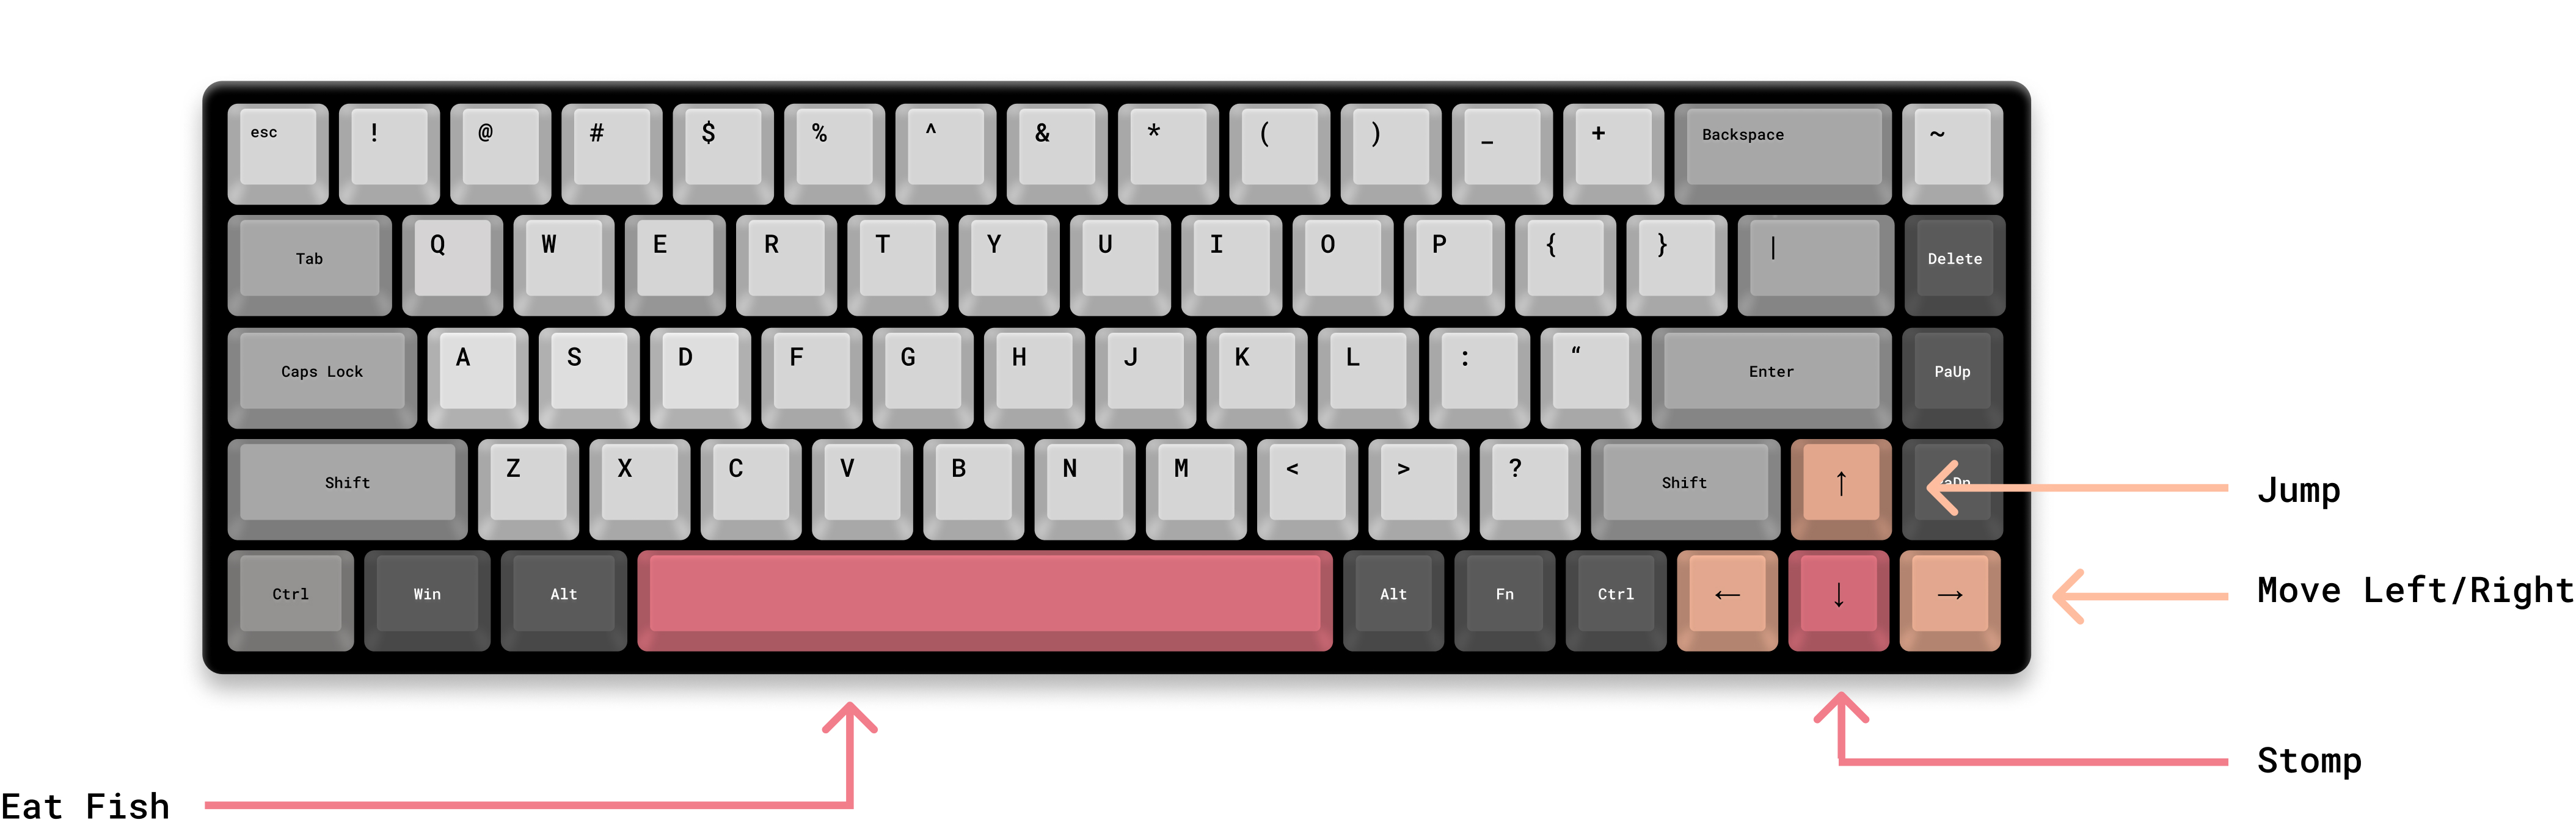 esc ! @ # $ % ^ & * ( ) _ + Backspace ~
Tab Q W E R T Y U I O P { } | Delete
Caps Lock A S D F G H J K L : “ Enter PaUp
Shift Z X C V B N M < > ? Shift ↑
Jump
Ctrl Win Alt Alt Fn Ctrl ← ↓ →
Move Left/Right
Stomp
Eat Fish